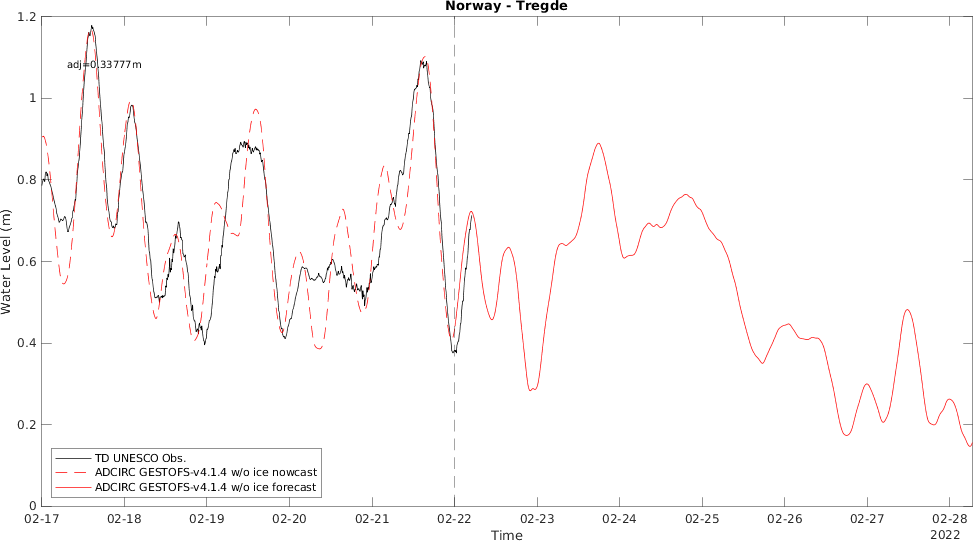 Norway - Tregde
1.2
1
0.8
0.6
0.4
0.2
0
Water Level (m)
adj=0.33777m
TD UNESCO Obs.
ADCIRC GESTOFS-v4.1.4 w/o ice nowcast
ADCIRC GESTOFS-v4.1.4 w/o ice forecast
02-17 02-18 02-19 02-20 02-21 02-22 02-23 02-24 02-25 02-26 02-27 02-28
2022
Time